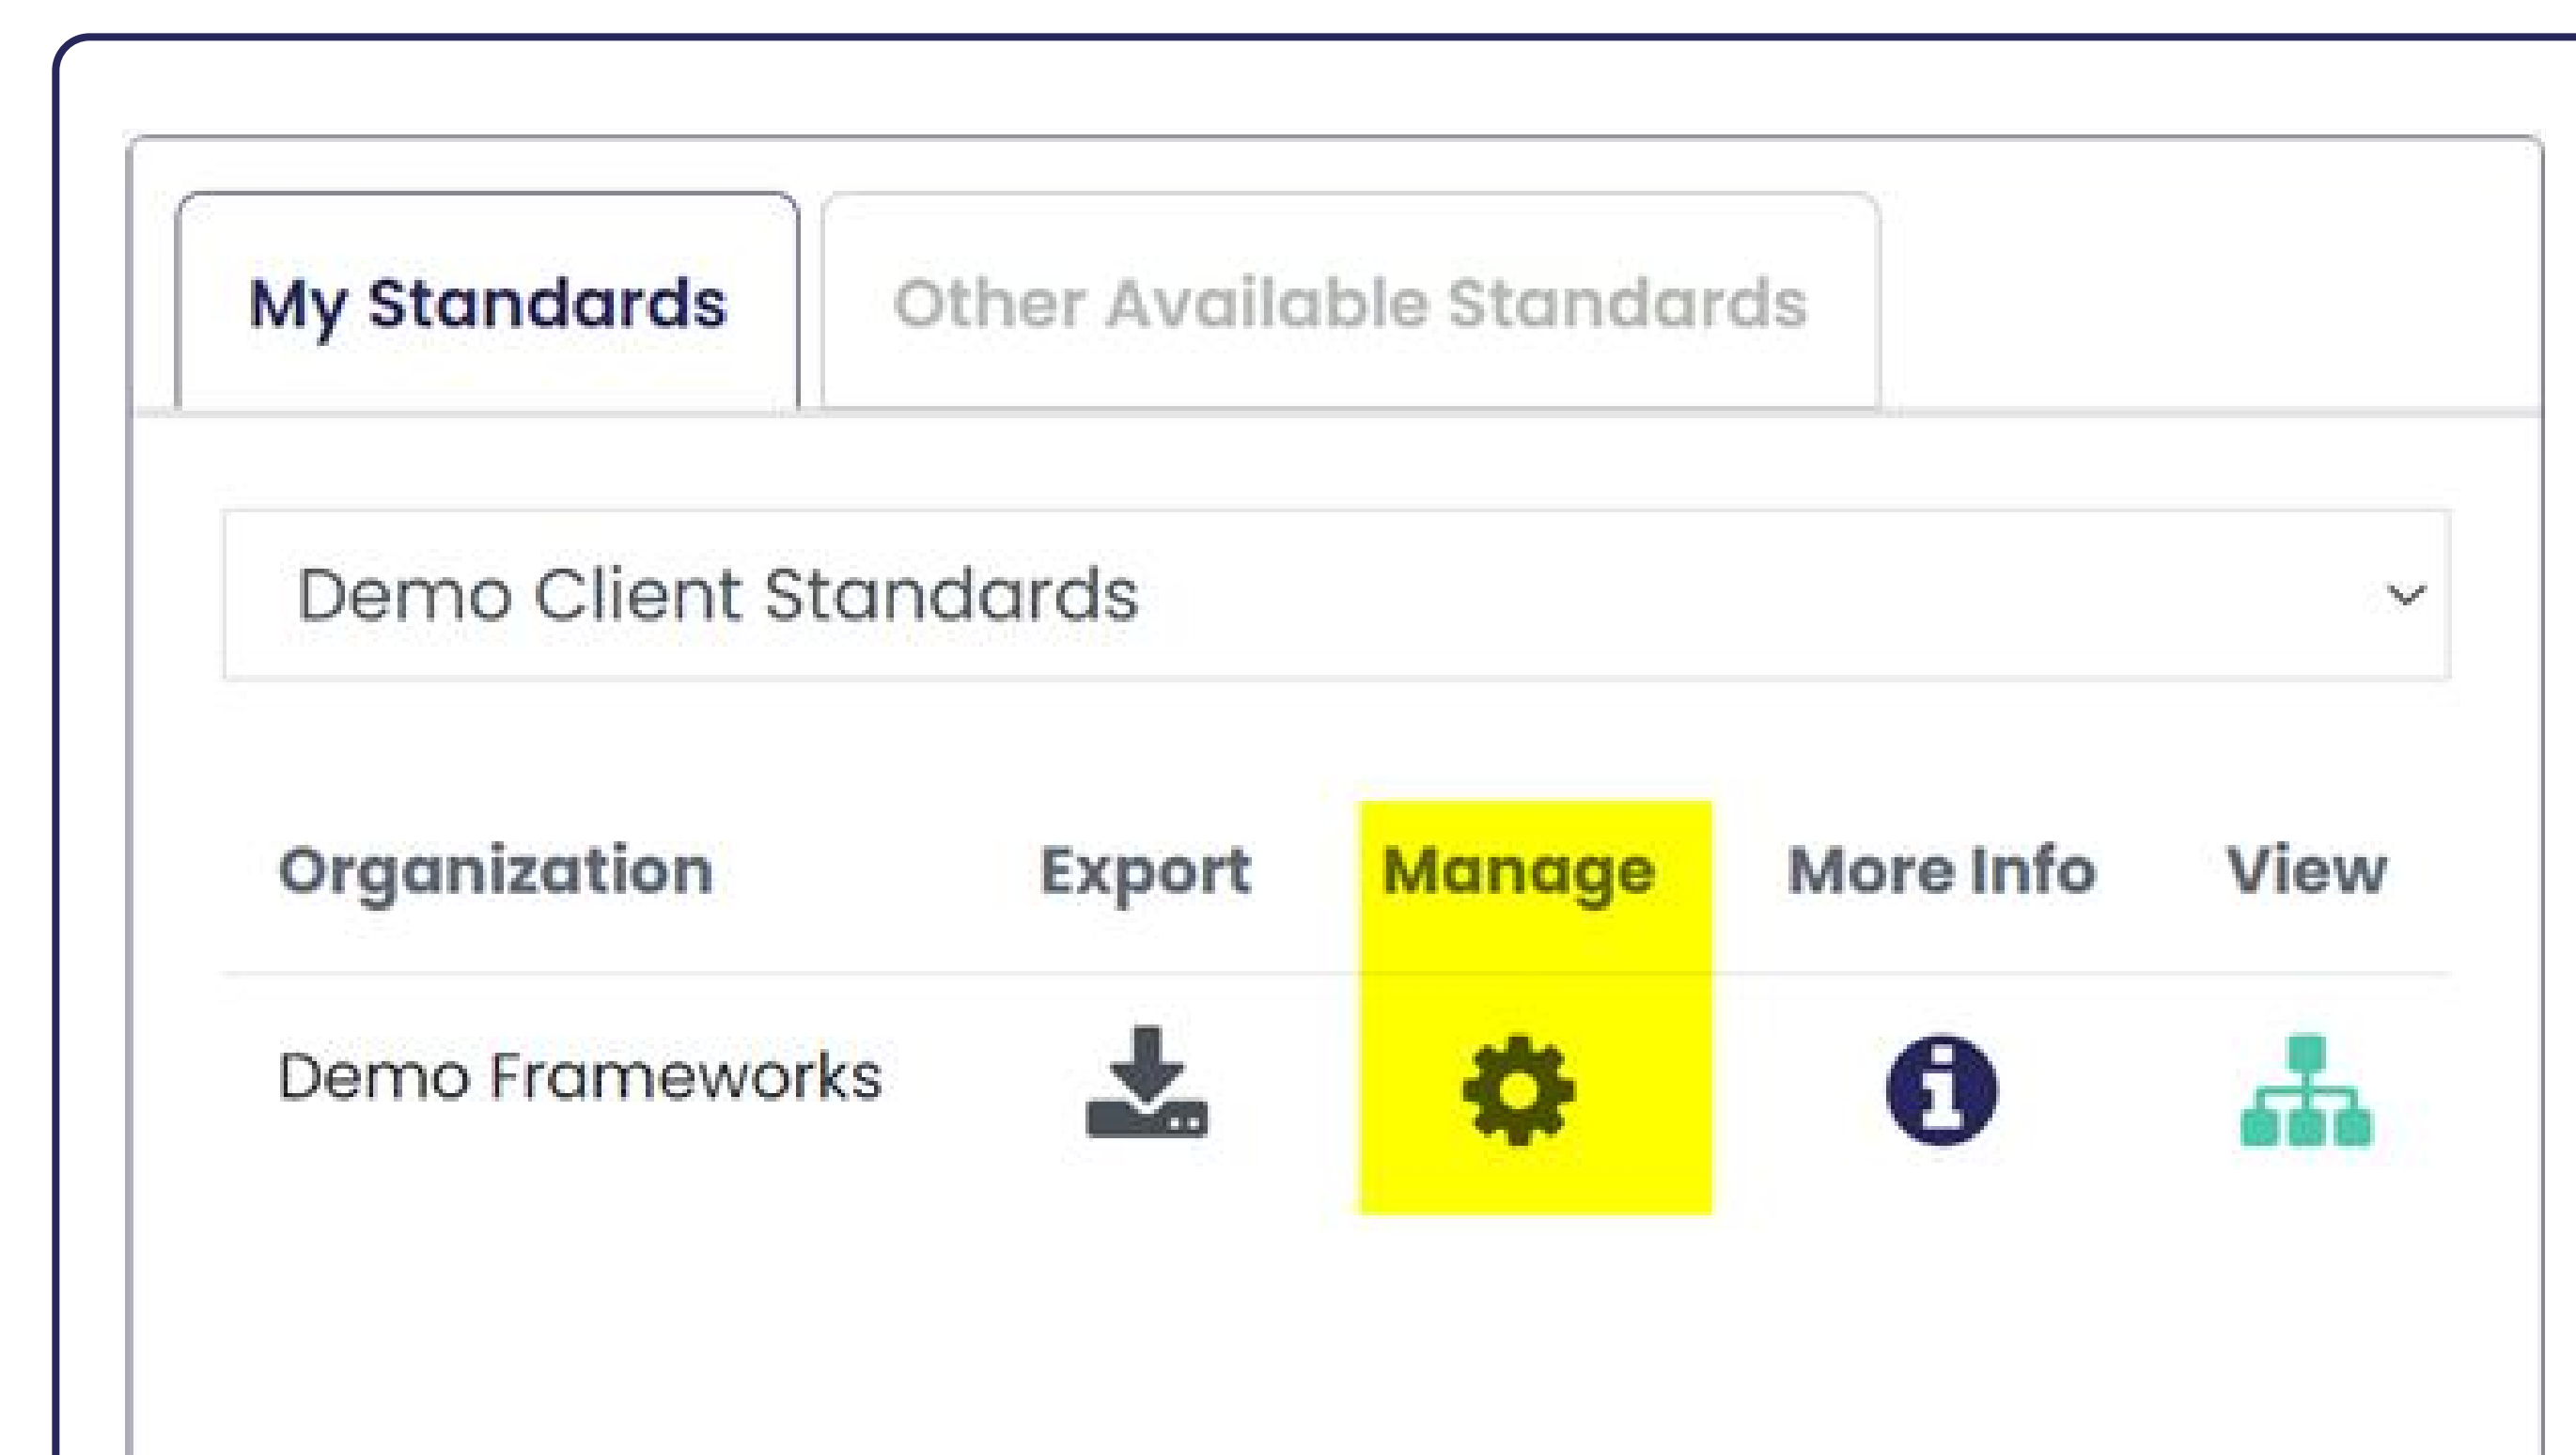 My Standards Other Available Standards
Demo Client Standards
Organization Export Manage More Info View
Demo Frameworks